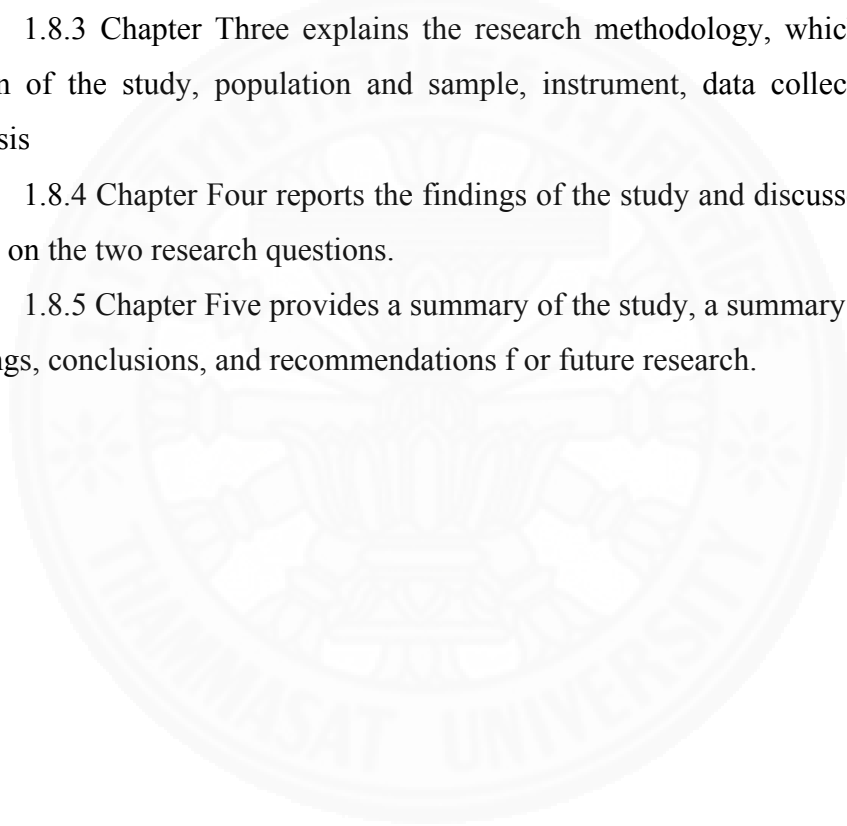 1.8.3 Chapter Three explains the research methodology, whic
n of the study, population and sample, instrument, data collec
sis
1.8.4 Chapter Four reports the findings of the study and discuss
on the two research questions.
1.8.5 Chapter Five provides a summary of the study, a summary
ngs, conclusions, and recommendations f or future research.
THAMMASAT UNIVERSITY